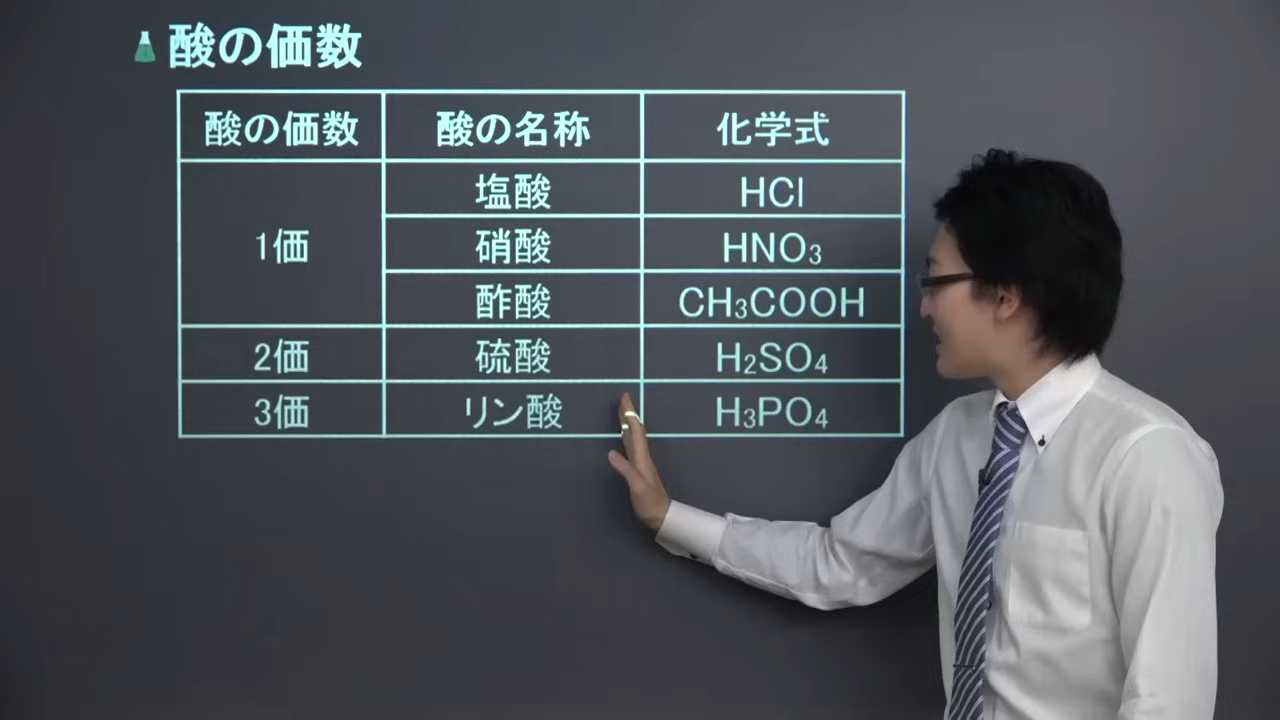 酸の価数
酸の価数 酸の名称 化学式
1価 塩酸 HCl
硝酸 HNO₃
酢酸 CH₃COOH
2価 硫酸 H₂SO₄
3価 リン酸 H₃PO₄